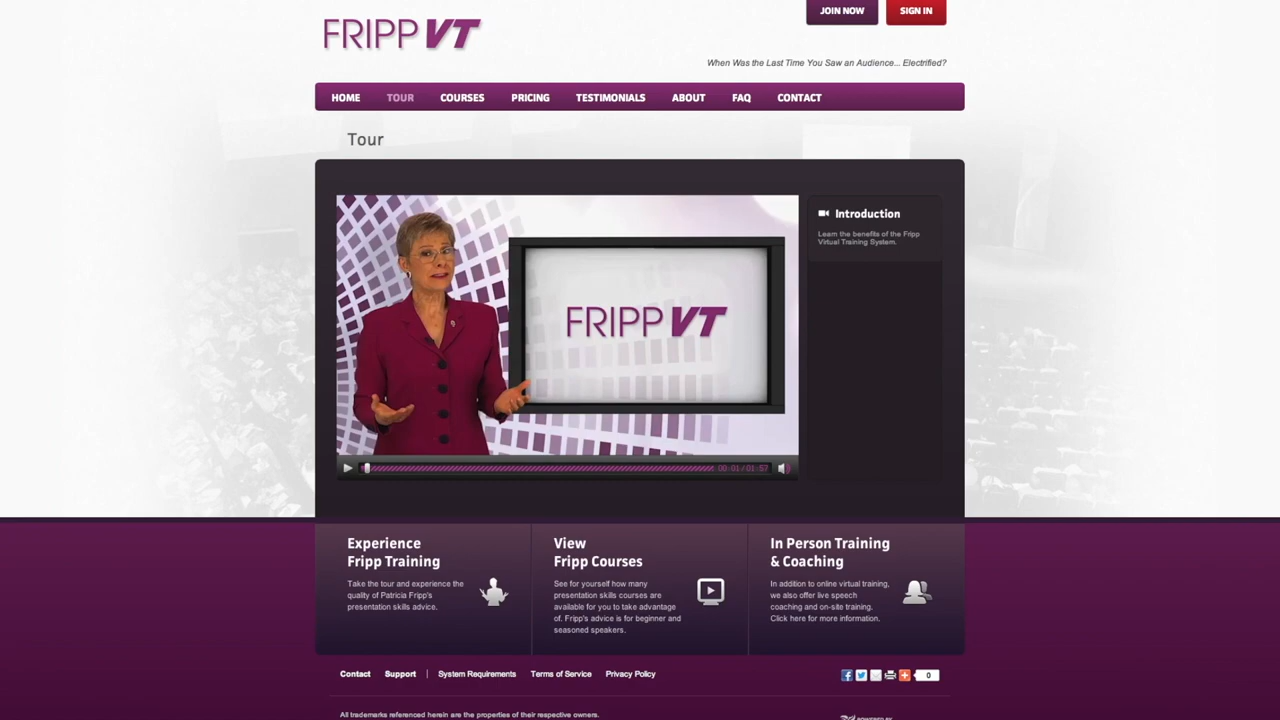 JOIN NOW
SIGN IN
FRIPP VT
When Was the Last Time You Saw an Audience... Electrified?
HOME
TOUR
COURSES
PRICING
TESTIMONIALS
ABOUT
FAQ
CONTACT
Tour
FRIPP VT
Introduction
Learn the benefits of the Fripp
Virtual Training System.
00:01 / 01:57
Experience
Fripp Training
Take the tour and experience the
quality of Patricia Fripp's
presentation skills advice.
View
Fripp Courses
See for yourself how many
presentation skills courses are
available for you to take advantage
of. Fripp's advice is for beginner and
seasoned speakers.
In Person Training
& Coaching
In addition to online virtual training,
we also offer live speech
coaching and on-site training.
Click here for more information.
Contact
Support
System Requirements
Terms of Service
Privacy Policy
0
All trademarks referenced herein are the properties of their respective owners.